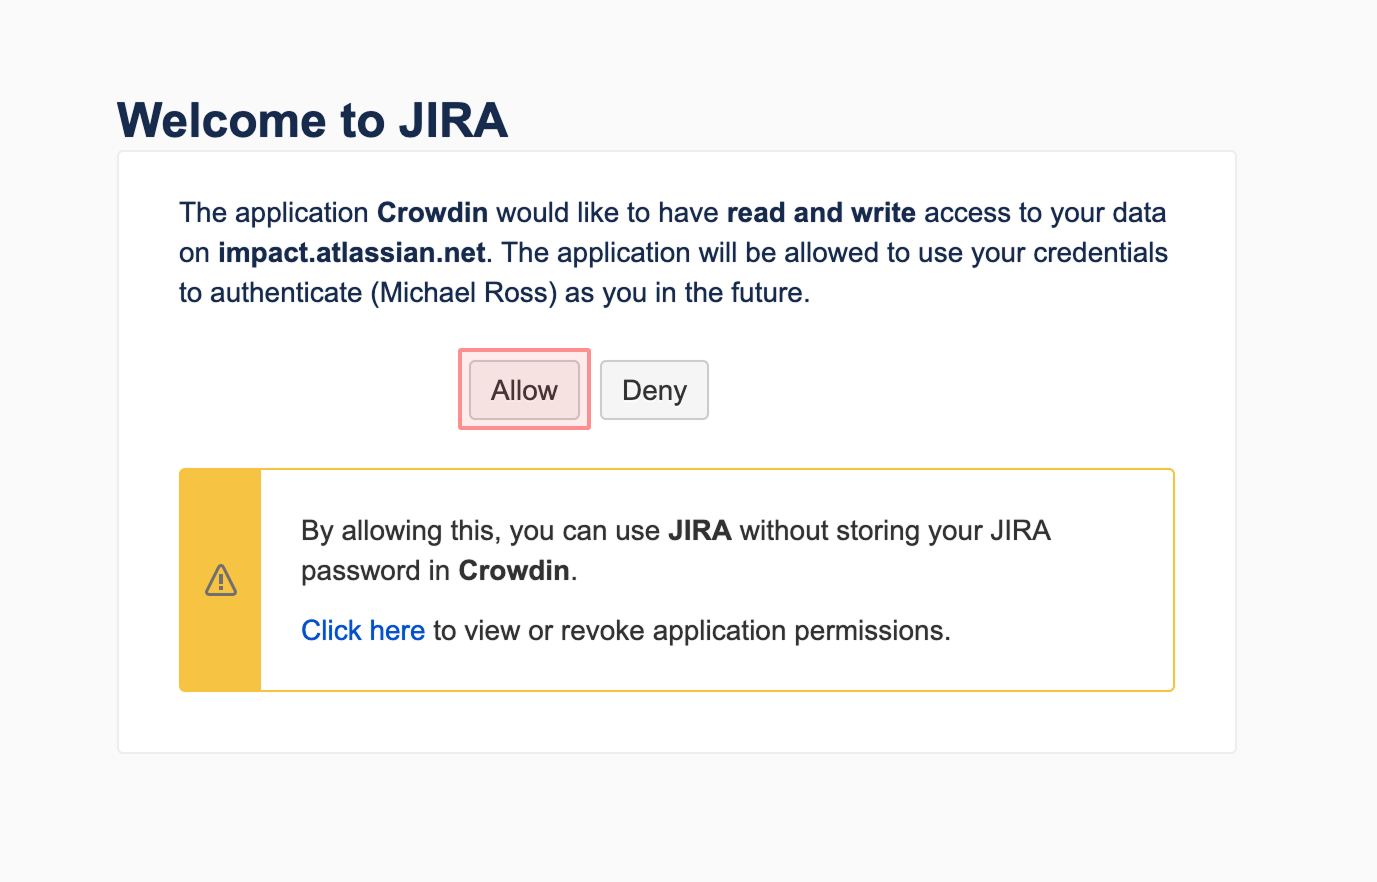 Welcome to JIRA
The application Crowdin would like to have read and write access to your data
on impact.atlassian.net. The application will be allowed to use your credentials
to authenticate (Michael Ross) as you in the future.
Allow Deny
By allowing this, you can use JIRA without storing your JIRA
password in Crowdin.
Click here to view or revoke application permissions.